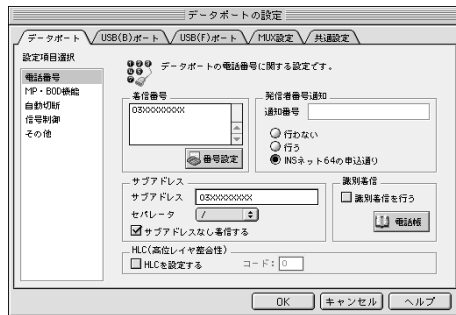 データポートの設定
データポート
USB(B)ポート
USB(F)ポート
MUX設定
共通設定
設定項目選択
電話番号
MP・BOD機能
自動切断
信号制御
その他
データポートの電話番号に関する設定です。
着信番号
03XXXXXXXX
番号設定
発信者番号通知
通知番号
行わない
行う
INSネット64の申込通り
サブアドレス
サブアドレス 03XXXXXXXX
セパレータ /
サブアドレスなし着信する
識別着信
識別着信を行う
電話帳
HLC(高位レイヤ整合性)
HLCを設定する コード: 0
OK
キャンセル
ヘルプ